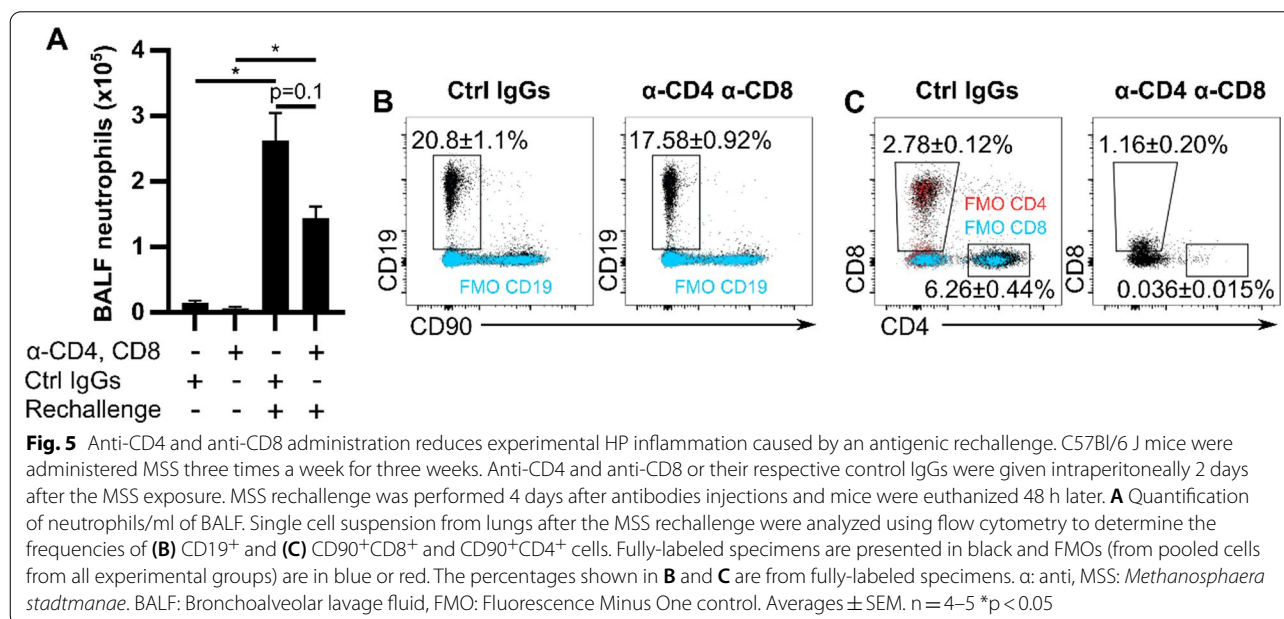 A
BALF neutrophils (x10⁵)
4
3
2
1
0
*
*
p=0.1
α-CD4, CD8 - + - +
Ctrl IgGs + - + -
Rechallenge - - + +
B
Ctrl IgGs
α-CD4 α-CD8
20.8±1.1%
17.58±0.92%
CD19
CD19
FMO CD19
FMO CD19
CD90
C
Ctrl IgGs
α-CD4 α-CD8
2.78±0.12%
1.16±0.20%
FMO CD4
FMO CD8
CD8
CD8
6.26±0.44%
0.036±0.015%
CD4
Fig. 5 Anti-CD4 and anti-CD8 administration reduces experimental HP inflammation caused by an antigenic rechallenge. C57Bl/6 J mice were
administered MSS three times a week for three weeks. Anti-CD4 and anti-CD8 or their respective control IgGs were given intraperitoneally 2 days
after the MSS exposure. MSS rechallenge was performed 4 days after antibodies injections and mice were euthanized 48 h later. A Quantification
of neutrophils/ml of BALF. Single cell suspension from lungs after the MSS rechallenge were analyzed using flow cytometry to determine the
frequencies of (B) CD19⁺ and (C) CD90⁺CD8⁺ and CD90⁺CD4⁺ cells. Fully-labeled specimens are presented in black and FMOs (from pooled cells
from all experimental groups) are in blue or red. The percentages shown in B and C are from fully-labeled specimens. α: anti, MSS: Methanosphaera
stadtmanae. BALF: Bronchoalveolar lavage fluid, FMO: Fluorescence Minus One control. Averages ± SEM. n = 4–5 *p < 0.05